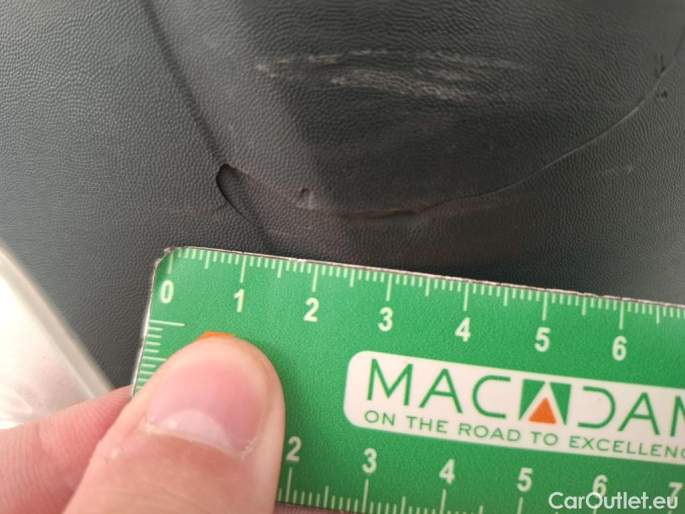 0 1 2 3 4 5 6
MACADAM
ON THE ROAD TO EXCELLENC
2 3 4 5 6 7
CarOutlet.eu